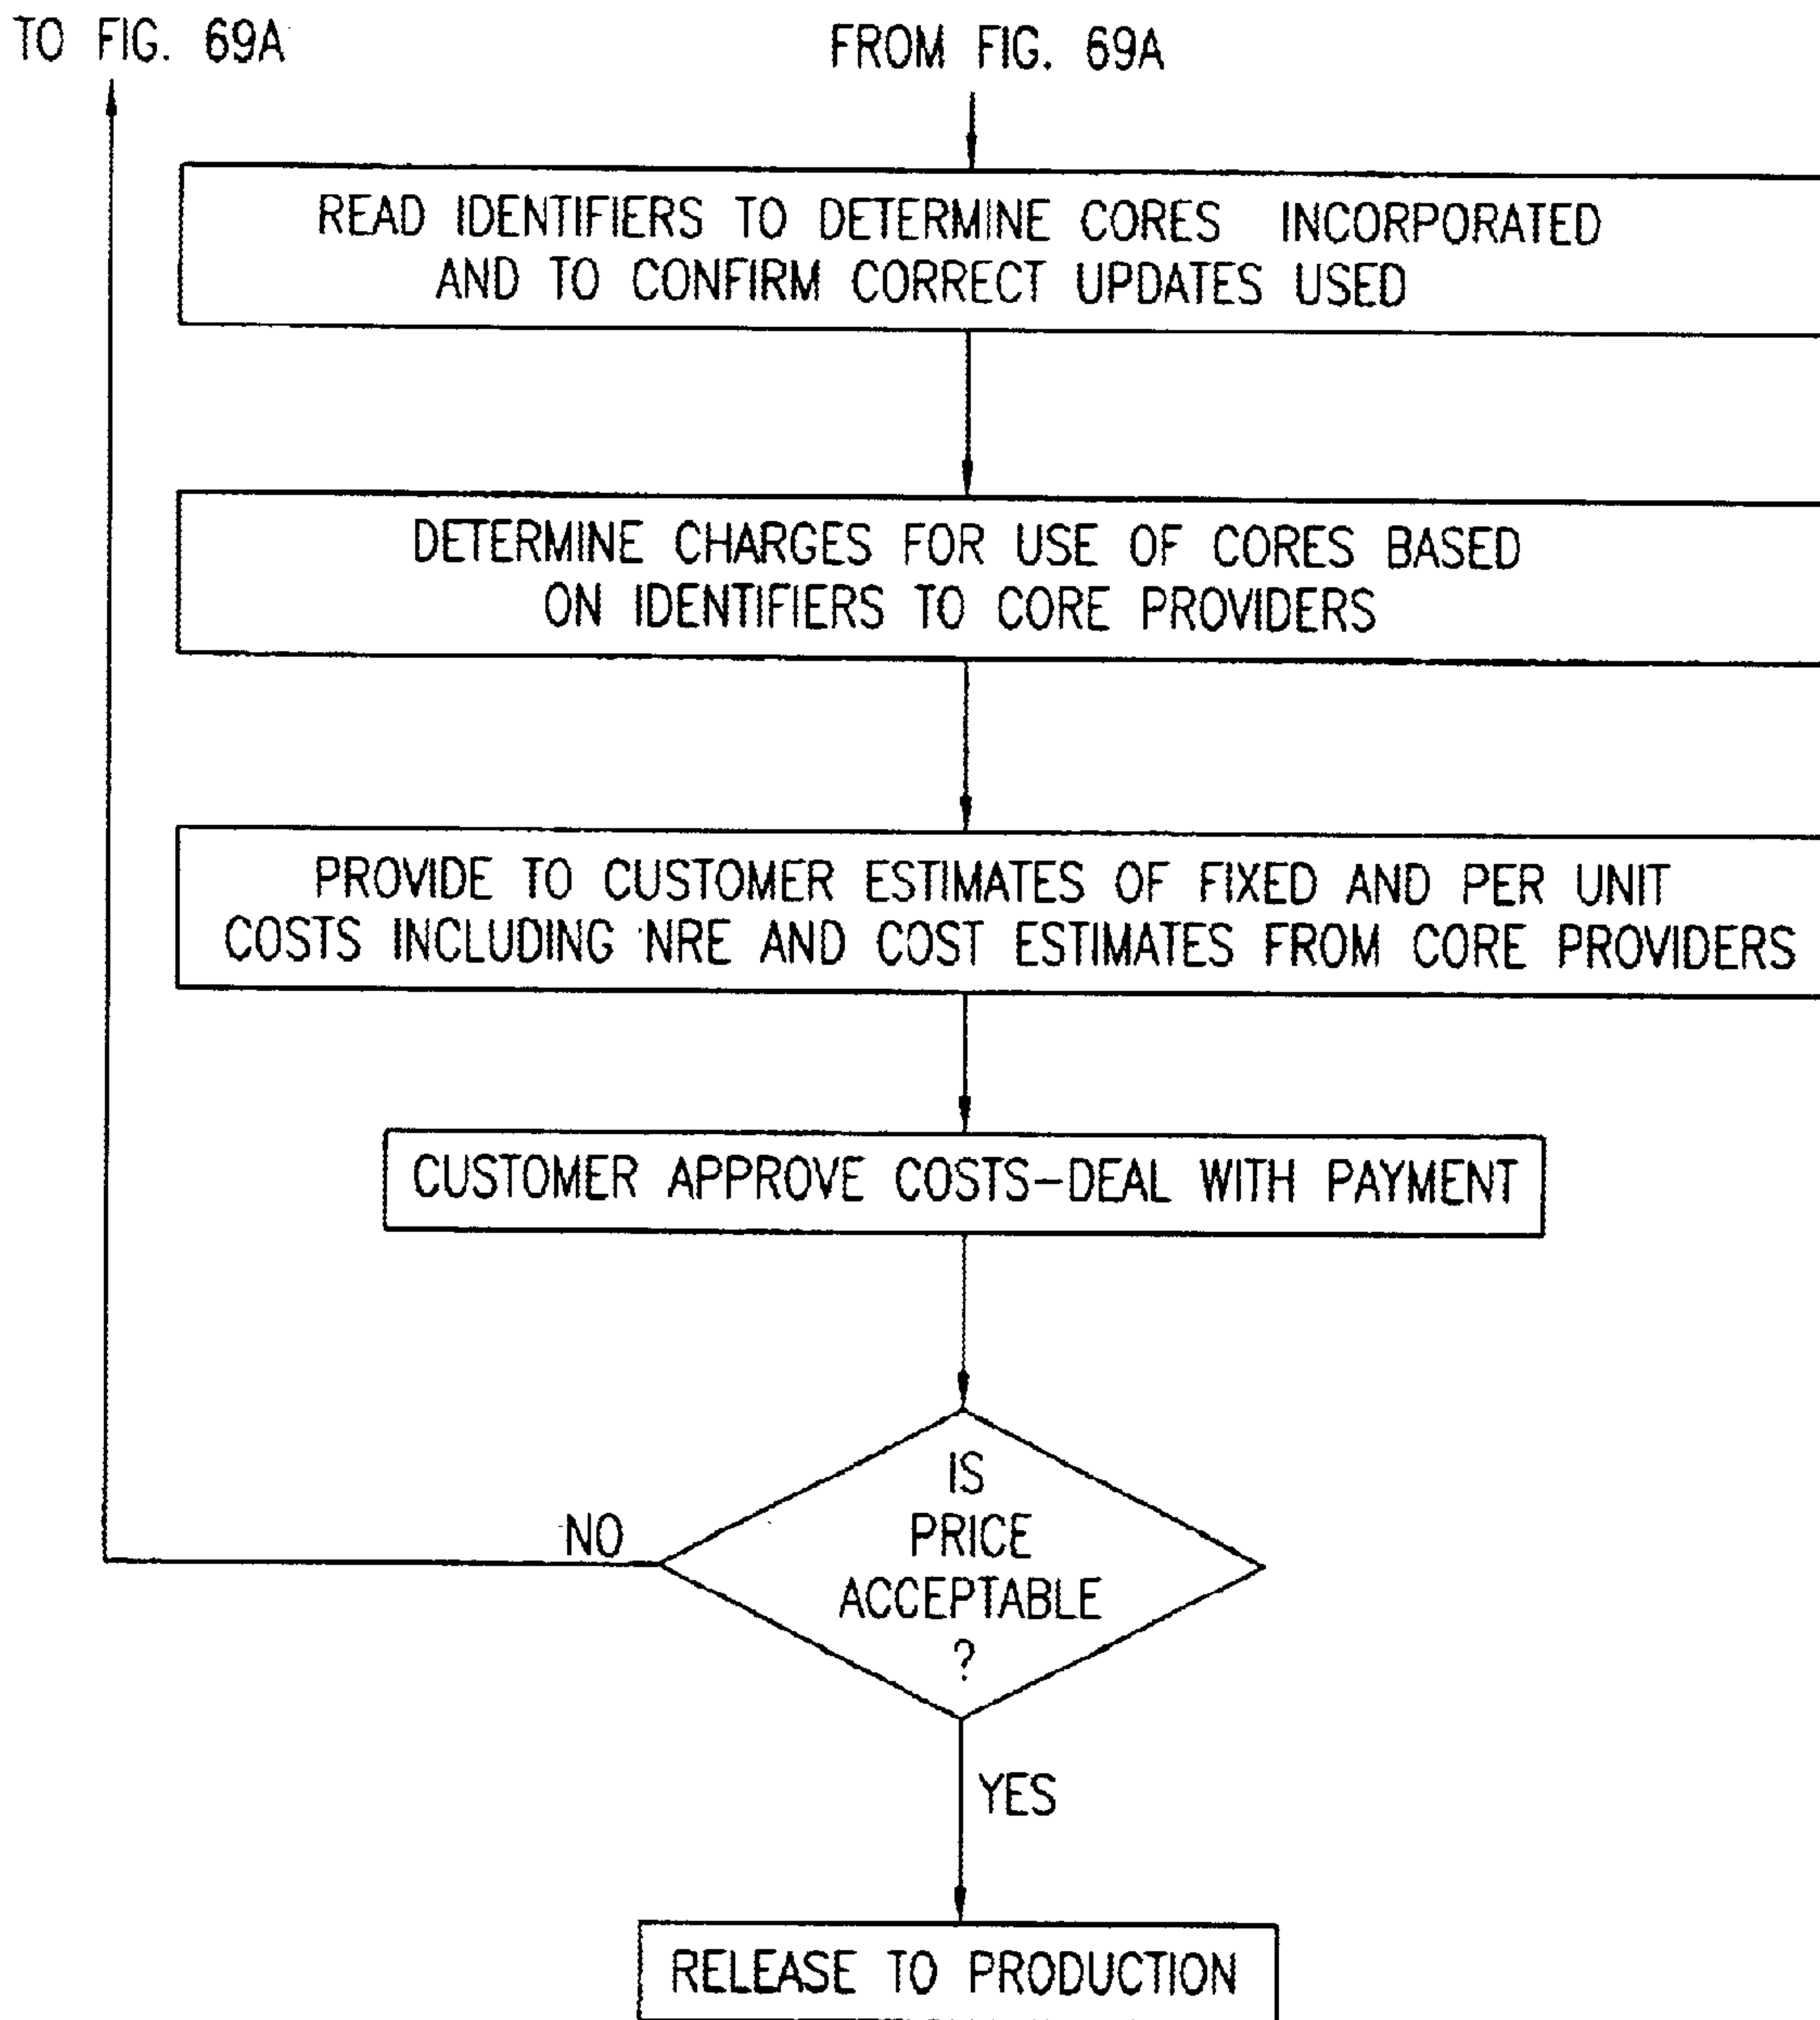 TO FIG. 69A
FROM FIG. 69A
READ IDENTIFIERS TO DETERMINE CORES INCORPORATED
AND TO CONFIRM CORRECT UPDATES USED
DETERMINE CHARGES FOR USE OF CORES BASED
ON IDENTIFIERS TO CORE PROVIDERS
PROVIDE TO CUSTOMER ESTIMATES OF FIXED AND PER UNIT
COSTS INCLUDING NRE AND COST ESTIMATES FROM CORE PROVIDERS
CUSTOMER APPROVE COSTS-DEAL WITH PAYMENT
IS
PRICE
ACCEPTABLE
?
NO
YES
RELEASE TO PRODUCTION